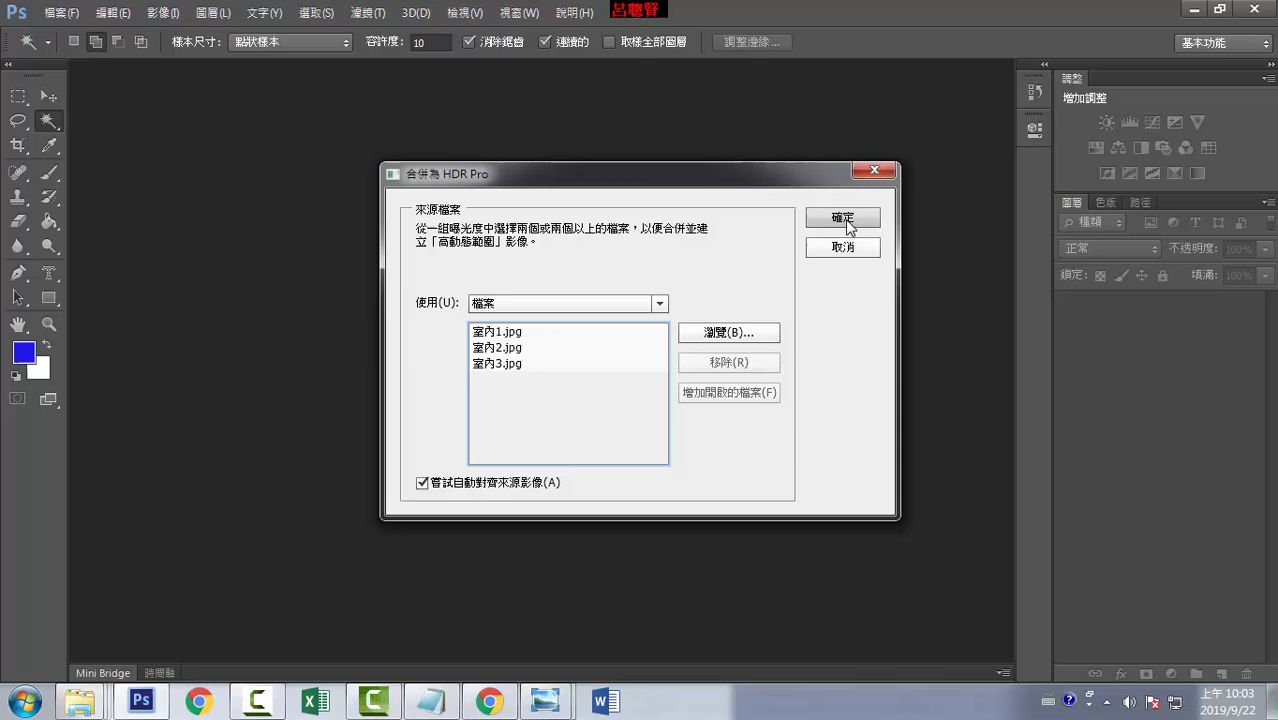 Ps 檔案(F) 編輯(E) 影像(I) 圖層(L) 文字(Y) 選取(S) 濾鏡(T) 3D(D) 檢視(V) 視窗(W) 說明(H) 呂聰賢
樣本尺寸: 點狀樣本 容許度: 10 消除鋸齒 連續的 取樣全部圖層 調整邊緣... 基本功能
調整
增加調整
合併為 HDR Pro
來源檔案
從一組曝光度中選擇兩個或兩個以上的檔案，以便合併並建
立「高動態範圍」影像。
確定
取消
使用(U): 檔案
室內1.jpg
室內2.jpg
室內3.jpg
瀏覽(B)...
移除(R)
增加開啟的檔案(F)
嘗試自動對齊來源影像(A)
圖層 色版 路徑
種類
正常 不透明度: 100%
鎖定: 填滿: 100%
Mini Bridge 時間軸
Ps
上午 10:03
2019/9/22